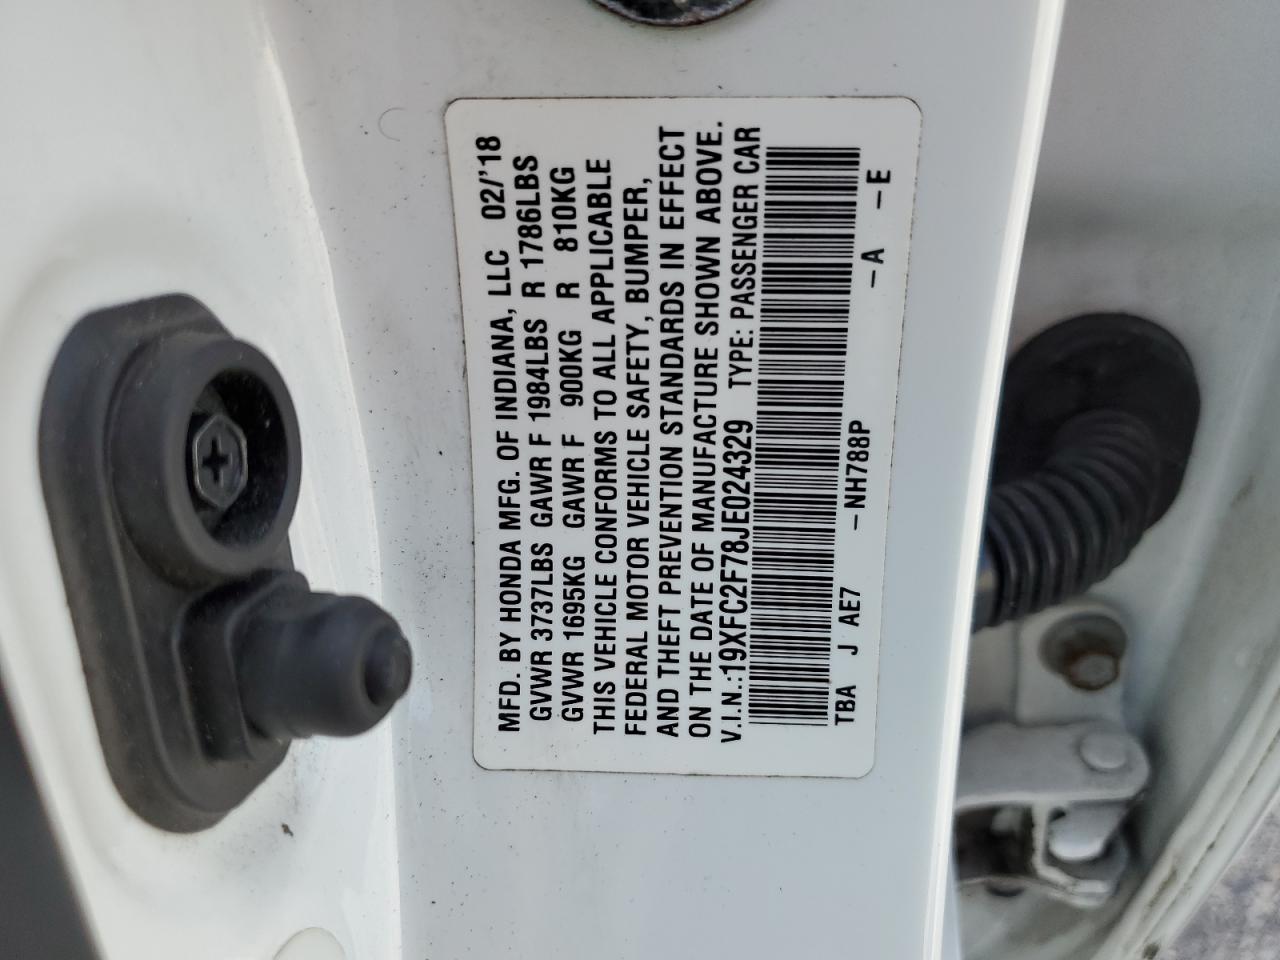 MFD. BY HONDA MFG. OF INDIANA, LLC 02/'18
GVWR 3737LBS GAWR F 1984LBS R 1786LBS
GVWR 1695KG GAWR F 900KG R 810KG
THIS VEHICLE CONFORMS TO ALL APPLICABLE
FEDERAL MOTOR VEHICLE SAFETY, BUMPER,
AND THEFT PREVENTION STANDARDS IN EFFECT
ON THE DATE OF MANUFACTURE SHOWN ABOVE.
V.I.N.:19XFC2F78JE024329 TYPE: PASSENGER CAR
TBA J AE7 -NH788P -A -E